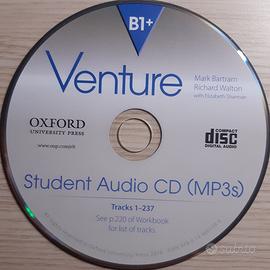 B1+
Venture
Mark Bartram
Richard Walton
with Elizabeth Sharman
OXFORD
UNIVERSITY PRESS
COMPACT
disc
DIGITAL AUDIO
Student Audio CD (MP3s)
Tracks 1–237
See p.220 of Workbook
for list of tracks